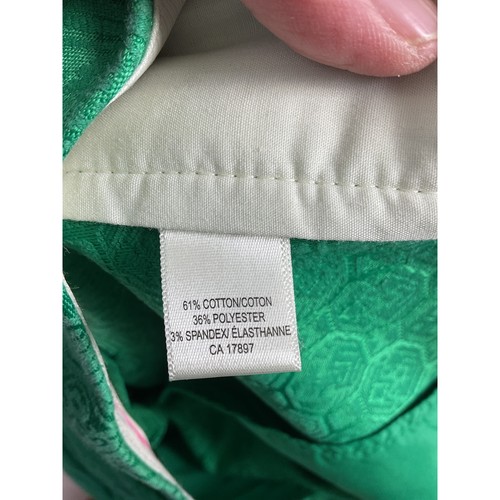 61% COTTON/COTON
36% POLYESTER
3% SPANDEX/ ÉLASTHANNE
CA 17897